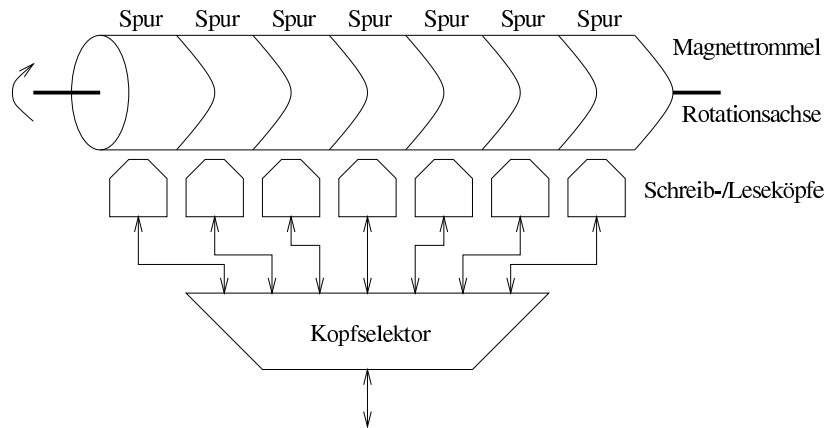 Spur Spur Spur Spur Spur Spur Spur
Magnettrommel
Rotationsachse
Schreib-/Leseköpfe
Kopfselektor